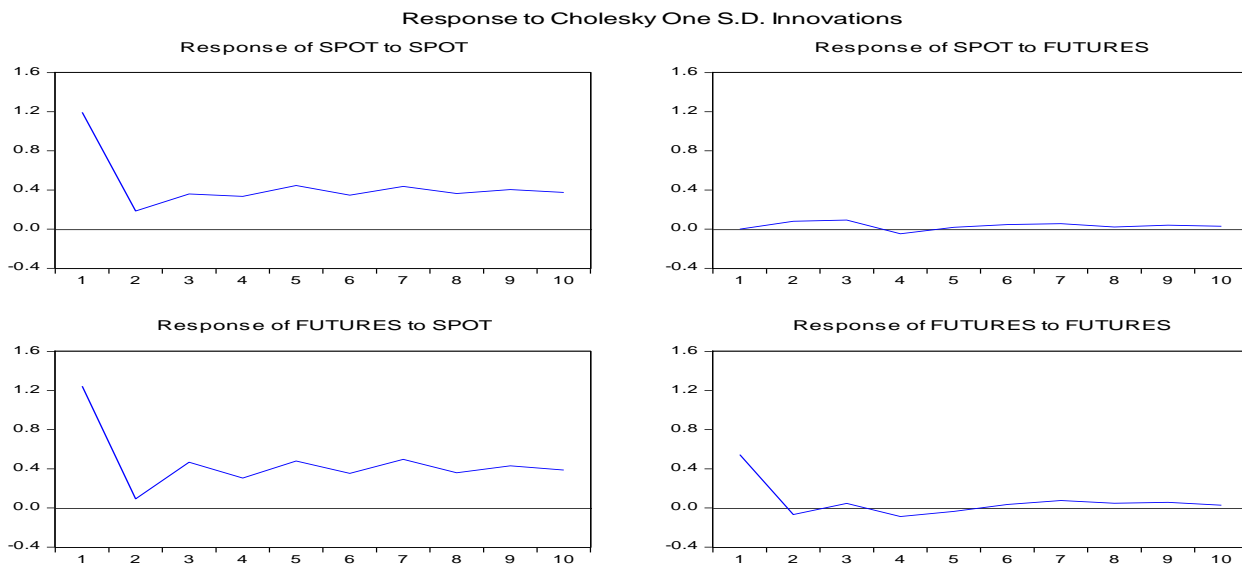 Response to Cholesky One S.D. Innovations
Response of SPOT to SPOT
1.6
1.2
0.8
0.4
0.0
-0.4
1 2 3 4 5 6 7 8 9 10
Response of SPOT to FUTURES
1.6
1.2
0.8
0.4
0.0
-0.4
1 2 3 4 5 6 7 8 9 10
Response of FUTURES to SPOT
1.6
1.2
0.8
0.4
0.0
-0.4
1 2 3 4 5 6 7 8 9 10
Response of FUTURES to FUTURES
1.6
1.2
0.8
0.4
0.0
-0.4
1 2 3 4 5 6 7 8 9 10